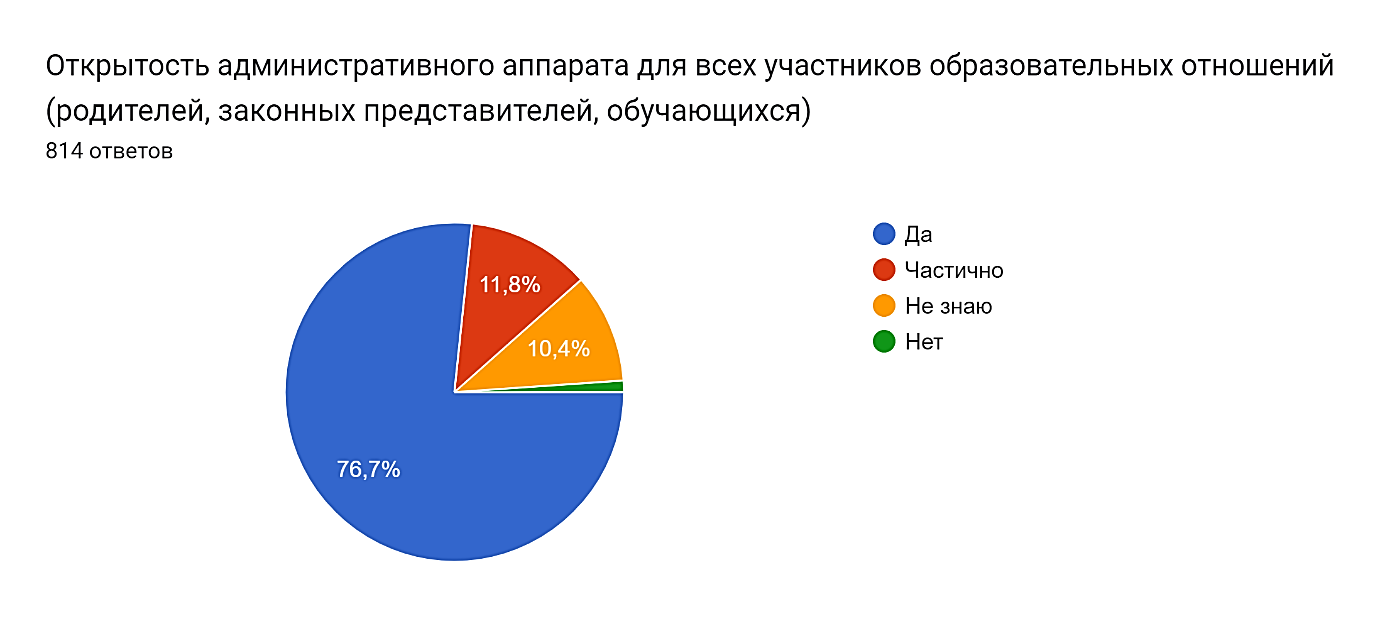 Открытость административного аппарата для всех участников образовательных отношений
(родителей, законных представителей, обучающихся)
814 ответов
Да
Частично
Не знаю
Нет
11,8%
10,4%
76,7%